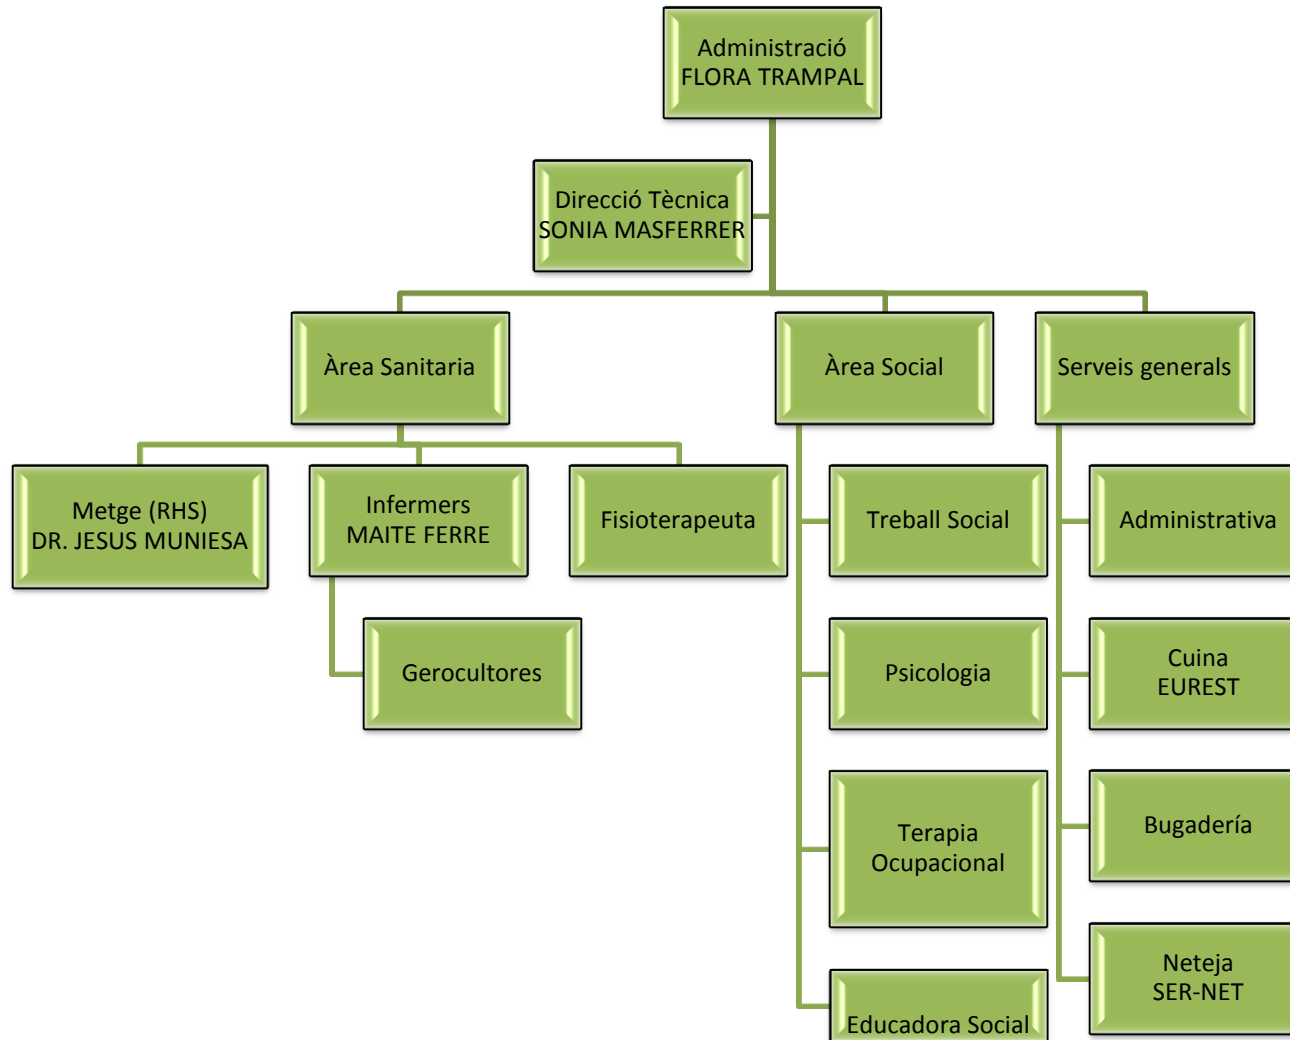 Administració
FLORA TRAMPAL
Direcció Tècnica
SONIA MASFERRER
Àrea Sanitaria
Àrea Social
Serveis generals
Metge (RHS)
DR. JESUS MUNIESA
Infermers
MAITE FERRE
Fisioterapeuta
Treball Social
Administrativa
Gerocultores
Psicologia
Cuina
EUREST
Terapia
Ocupacional
Bugadería
Neteja
SER-NET
Educadora Social